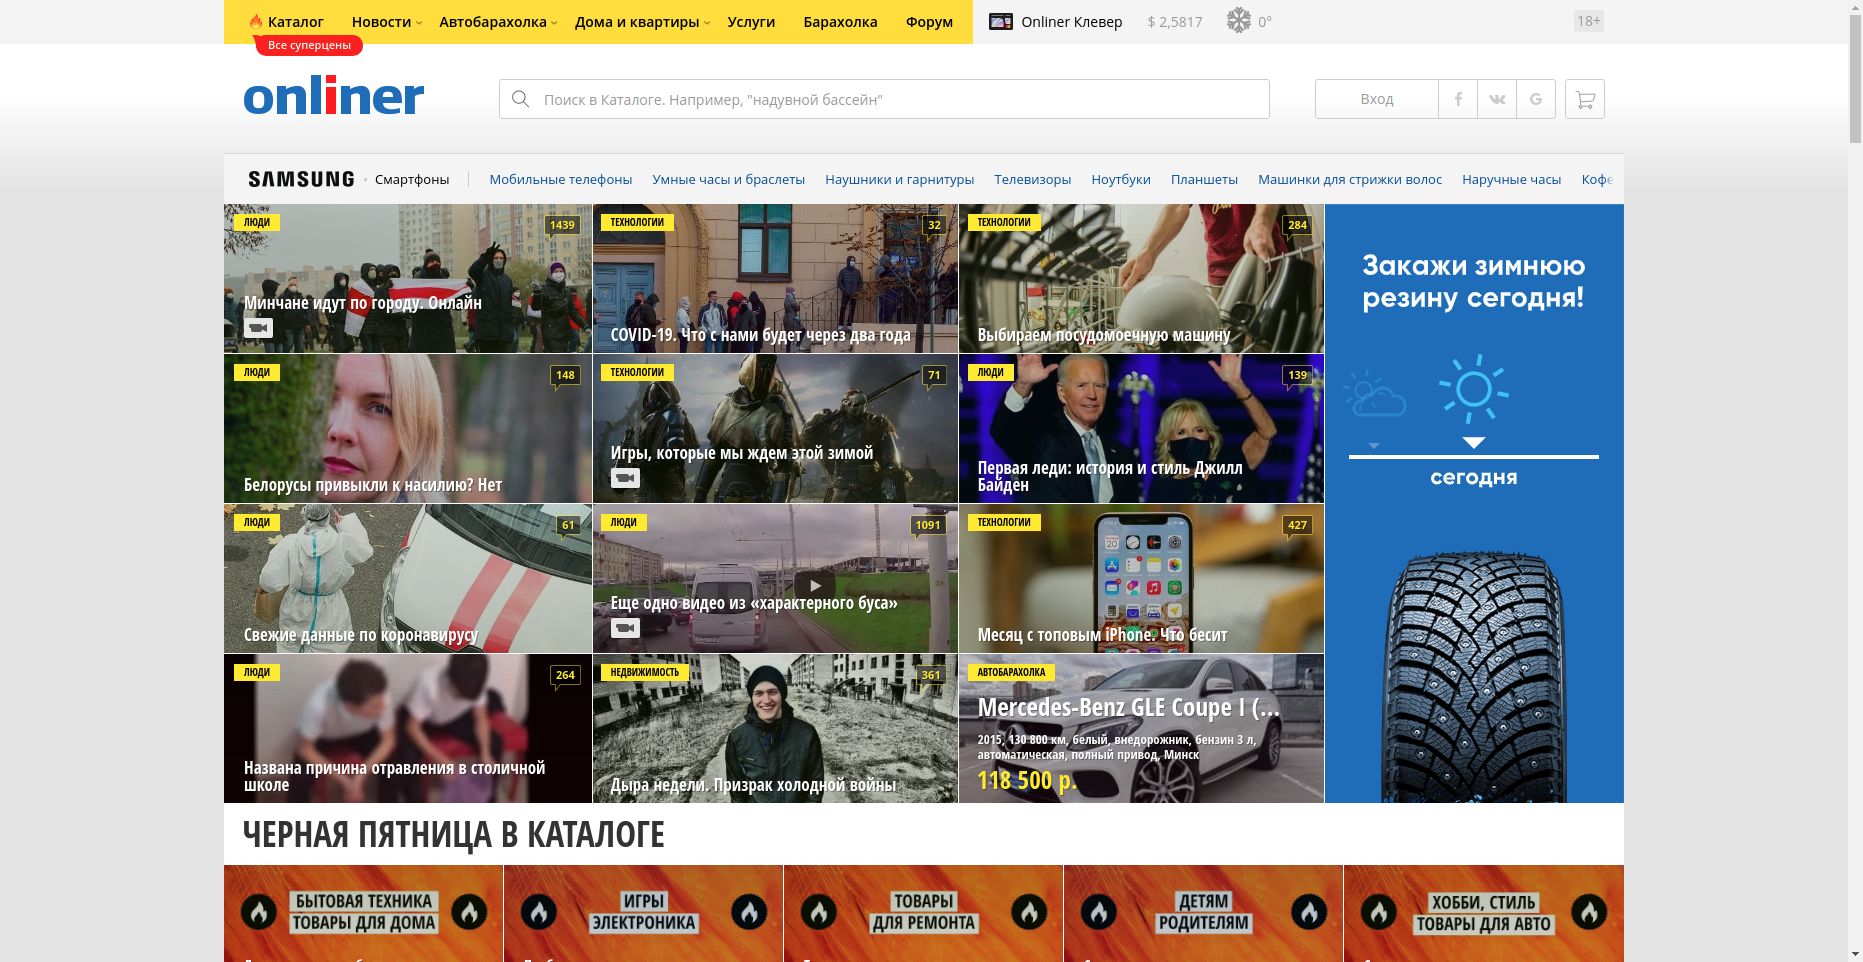 Каталог Новости Автобарахолка Дома и квартиры Услуги Барахолка Форум Onliner Клевер $ 2,5817 0° 18+
Все суперцены
onliner
Поиск в Каталоге. Например, "надувной бассейн"
Вход
SAMSUNG Смартфоны Мобильные телефоны Умные часы и браслеты Наушники и гарнитуры Телевизоры Ноутбуки Планшеты Машинки для стрижки волос Наручные часы Кофе
ЛЮДИ
1439
Минчане идут по городу. Онлайн
ТЕХНОЛОГИИ
32
COVID-19. Что с нами будет через два года
ТЕХНОЛОГИИ
284
Выбираем посудомоечную машину
Закажи зимнюю
резину сегодня!
сегодня
ЛЮДИ
148
Белорусы привыкли к насилию? Нет
ТЕХНОЛОГИИ
71
Игры, которые мы ждем этой зимой
ЛЮДИ
139
Первая леди: история и стиль Джилл
Байден
ЛЮДИ
61
Свежие данные по коронавирусу
ЛЮДИ
1091
Еще одно видео из «характерного буса»
ТЕХНОЛОГИИ
427
Месяц с топовым iPhone. Что бесит
ЛЮДИ
264
Названа причина отравления в столичной
школе
НЕДВИЖИМОСТЬ
361
Дыра недели. Призрак холодной войны
АВТОБАРАХОЛКА
Mercedes-Benz GLE Coupe I (...
2015, 130 800 км, белый, внедорожник, бензин 3 л,
автоматическая, полный привод, Минск
118 500 р.
ЧЕРНАЯ ПЯТНИЦА В КАТАЛОГЕ
БЫТОВАЯ ТЕХНИКА
ТОВАРЫ ДЛЯ ДОМА
ИГРЫ
ЭЛЕКТРОНИКА
ТОВАРЫ
ДЛЯ РЕМОНТА
ДЕТЯМ
РОДИТЕЛЯМ
ХОББИ, СТИЛЬ
ТОВАРЫ ДЛЯ АВТО